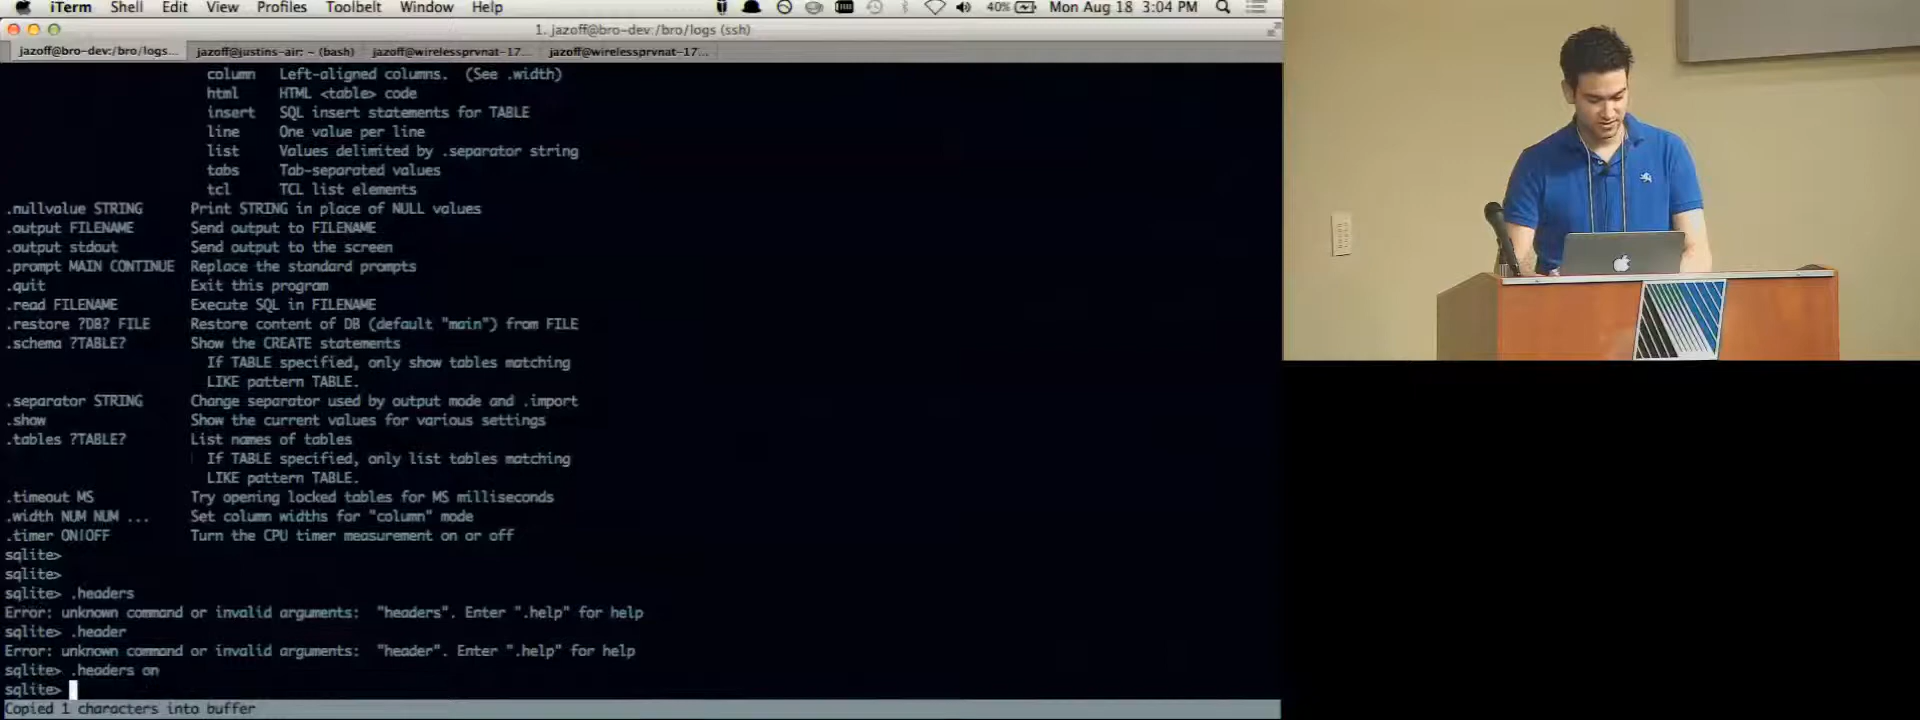 iTerm Shell Edit View Profiles Toolbelt Window Help 40% Mon Aug 18 3:04 PM
1. jazoff@bro-dev:/bro/logs (ssh)
jazoff@bro-dev:/bro/logs... jazoff@justins-air: ~ (bash) jazoff@wirelessprvnat-17... jazoff@wirelessprvnat-17...
column Left-aligned columns. (See .width)
html HTML <table> code
insert SQL insert statements for TABLE
line One value per line
list Values delimited by .separator string
tabs Tab-separated values
tcl TCL list elements
.nullvalue STRING Print STRING in place of NULL values
.output FILENAME Send output to FILENAME
.output stdout Send output to the screen
.prompt MAIN CONTINUE Replace the standard prompts
.quit Exit this program
.read FILENAME Execute SQL in FILENAME
.restore ?DB? FILE Restore content of DB (default "main") from FILE
.schema ?TABLE? Show the CREATE statements
If TABLE specified, only show tables matching
LIKE pattern TABLE.
.separator STRING Change separator used by output mode and .import
.show Show the current values for various settings
.tables ?TABLE? List names of tables
If TABLE specified, only list tables matching
LIKE pattern TABLE.
.timeout MS Try opening locked tables for MS milliseconds
.width NUM NUM ... Set column widths for "column" mode
.timer ON|OFF Turn the CPU timer measurement on or off
sqlite>
sqlite>
sqlite> .headers
Error: unknown command or invalid arguments: "headers". Enter ".help" for help
sqlite> .header
Error: unknown command or invalid arguments: "header". Enter ".help" for help
sqlite> .headers on
sqlite>
Copied 1 characters into buffer